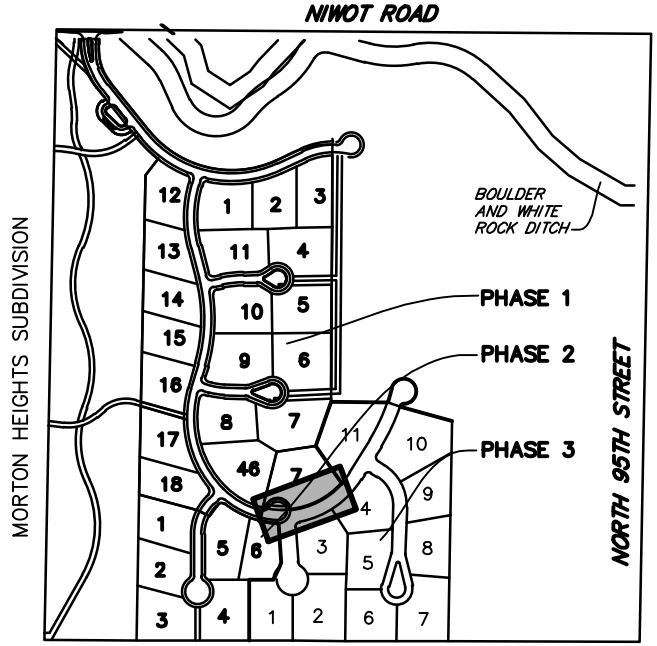 NIWOT ROAD
BOULDER
AND WHITE
ROCK DITCH
MORTON HEIGHTS SUBDIVISION
NORTH 95TH STREET
PHASE 1
PHASE 2
PHASE 3
12 1 2 3
13 11 4
14 10 5
15
16 9 6
17 8 7 11 10
18 46 7 9
4
1 5 6 3 5 8
2
3 4 1 2 6 7